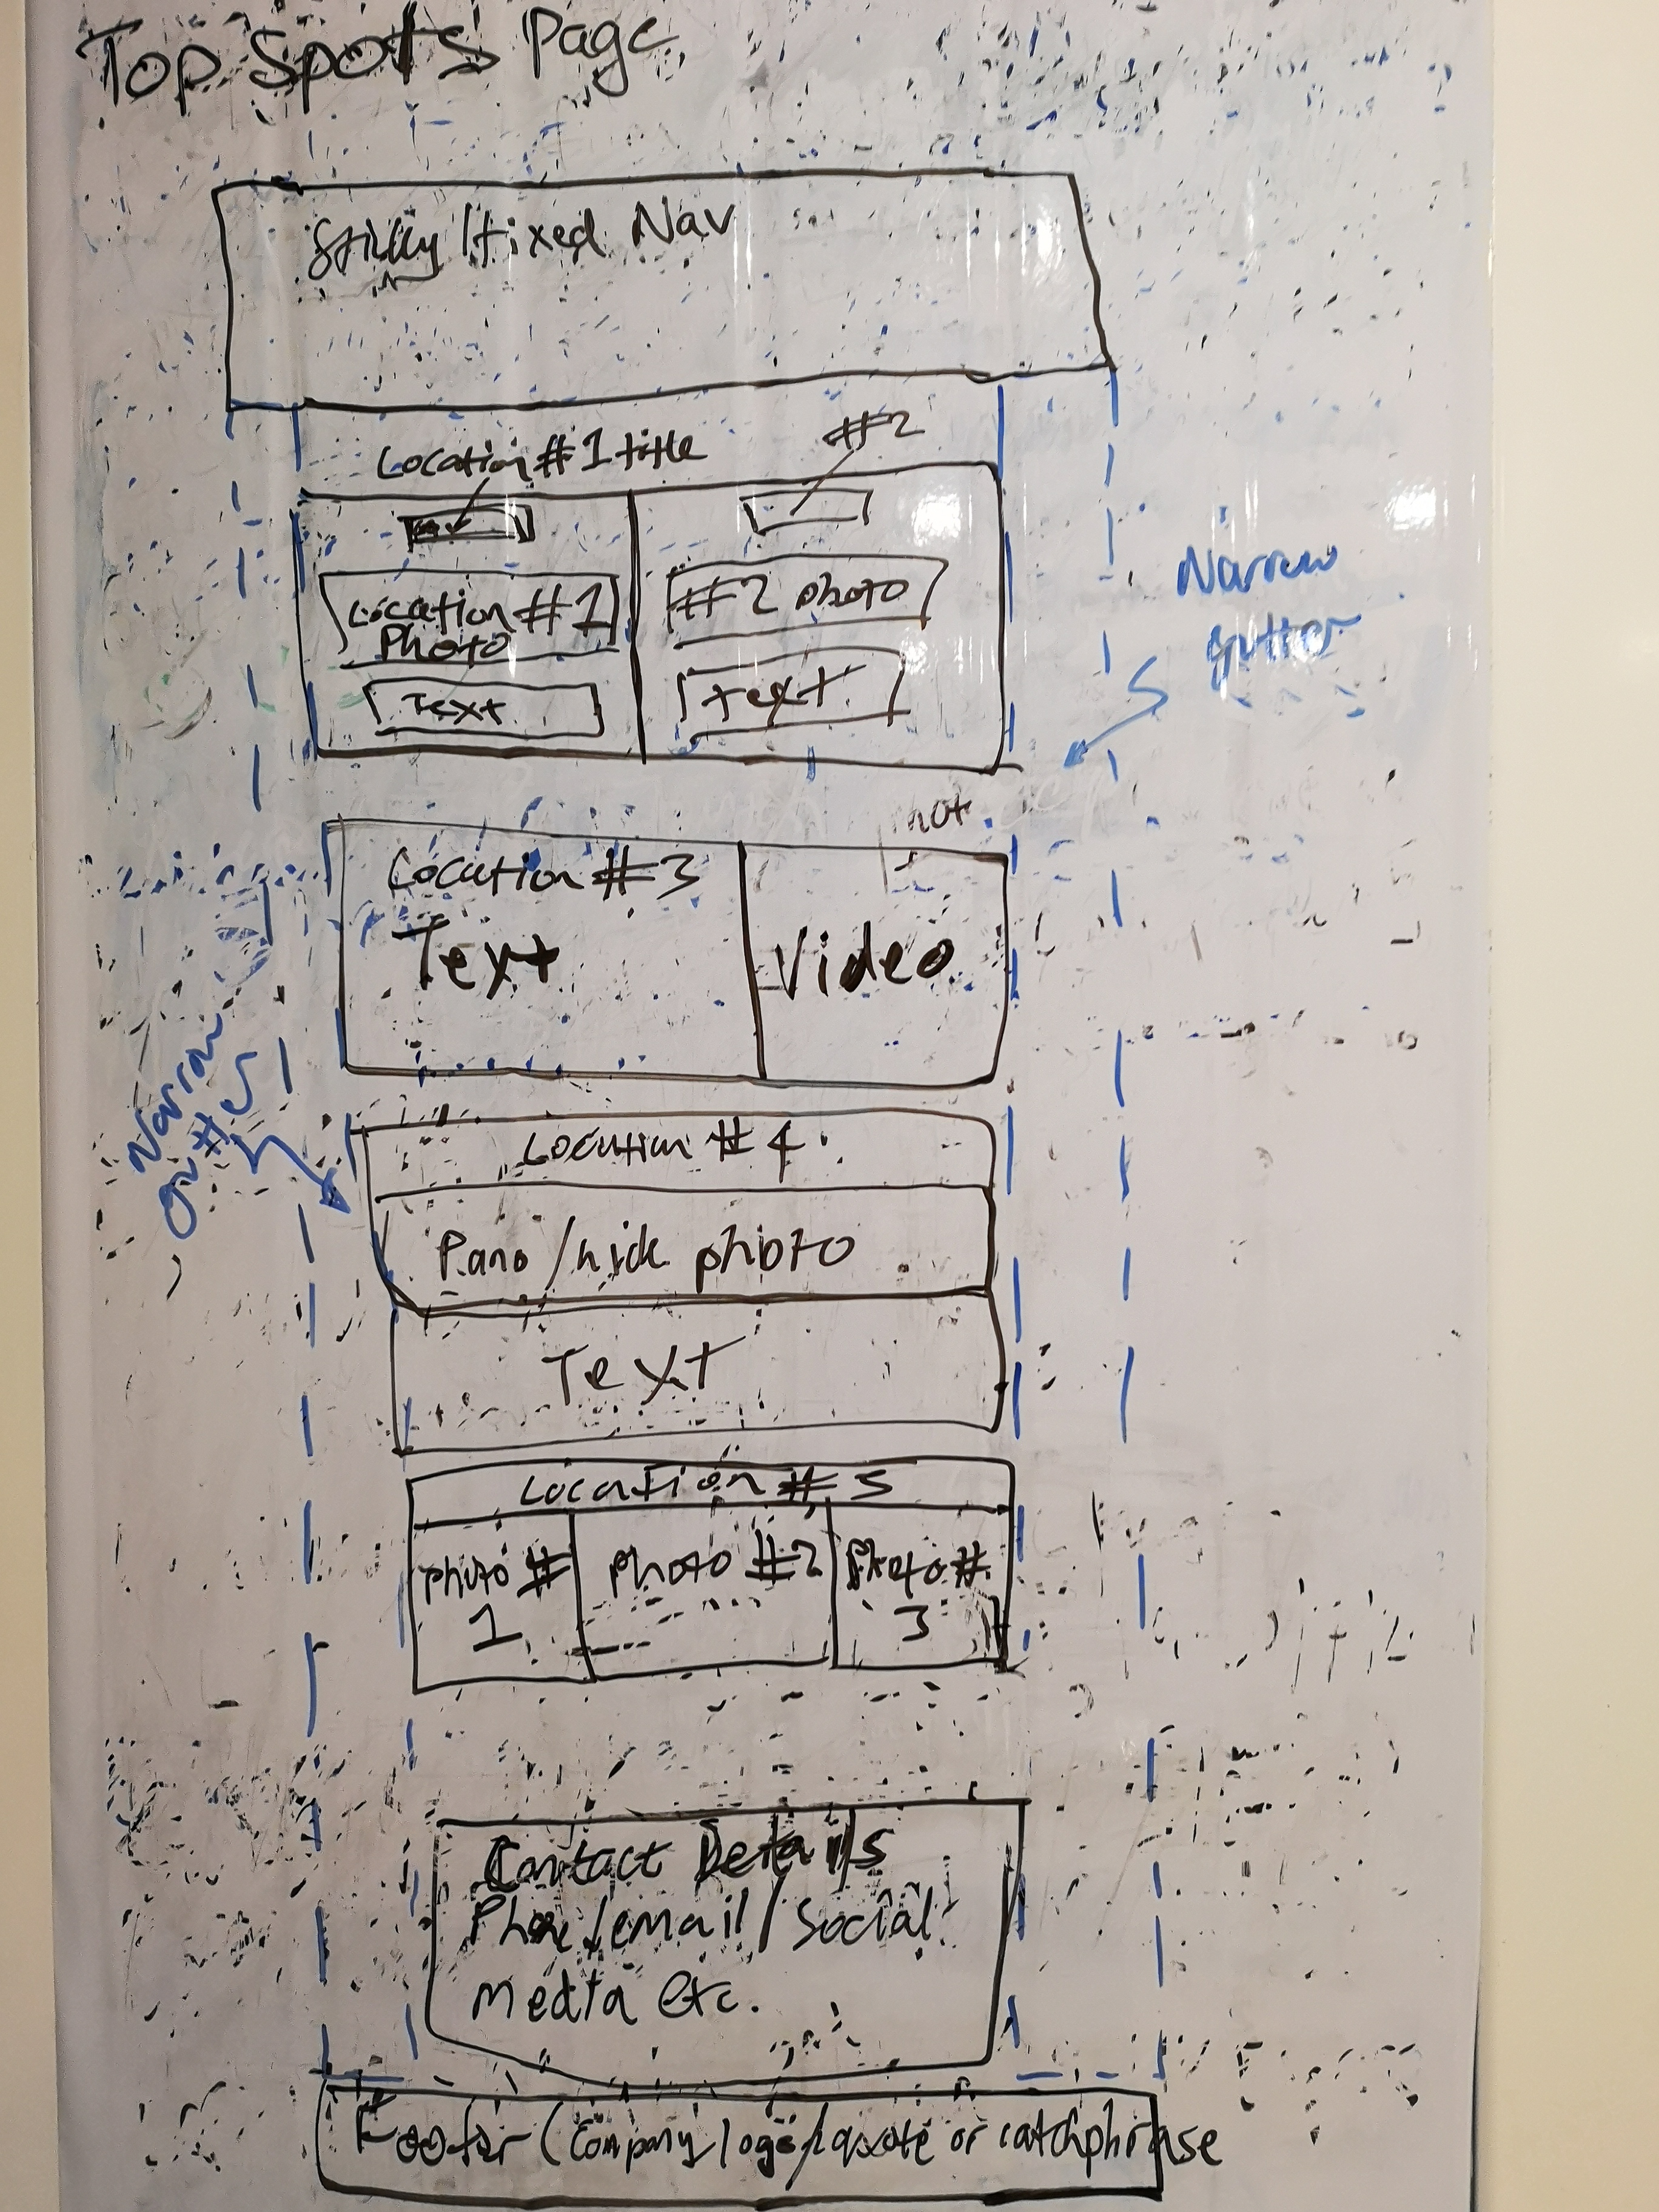 Top Spots Page
Sticky/fixed Nav
Location #1 title
#2
Location #1
Photo
#2 photo
Text
text
Narrow
gutter
Location #3
Text
Video
Narrow
gutter
Location #4
Pano/wide photo
Text
Location #5
Photo #
1
Photo #2
Photo #
3
Contact Details
Phone/email/social
media etc.
Footer (Company logo/quote or catchphrase